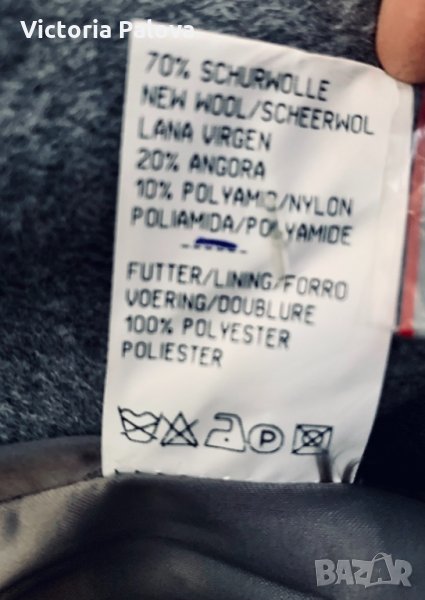 Victoria Palova
70% SCHURWOLLE
NEW WOOL/SCHEERWOL
LANA VIRGEN
20% ANGORA
10% POLYAMID/NYLON
POLIAMIDA/POLYAMIDE
FUTTER/LINING/FORRO
VOERING/DOUBLURE
100% POLYESTER
POLIESTER
P
BAZAR